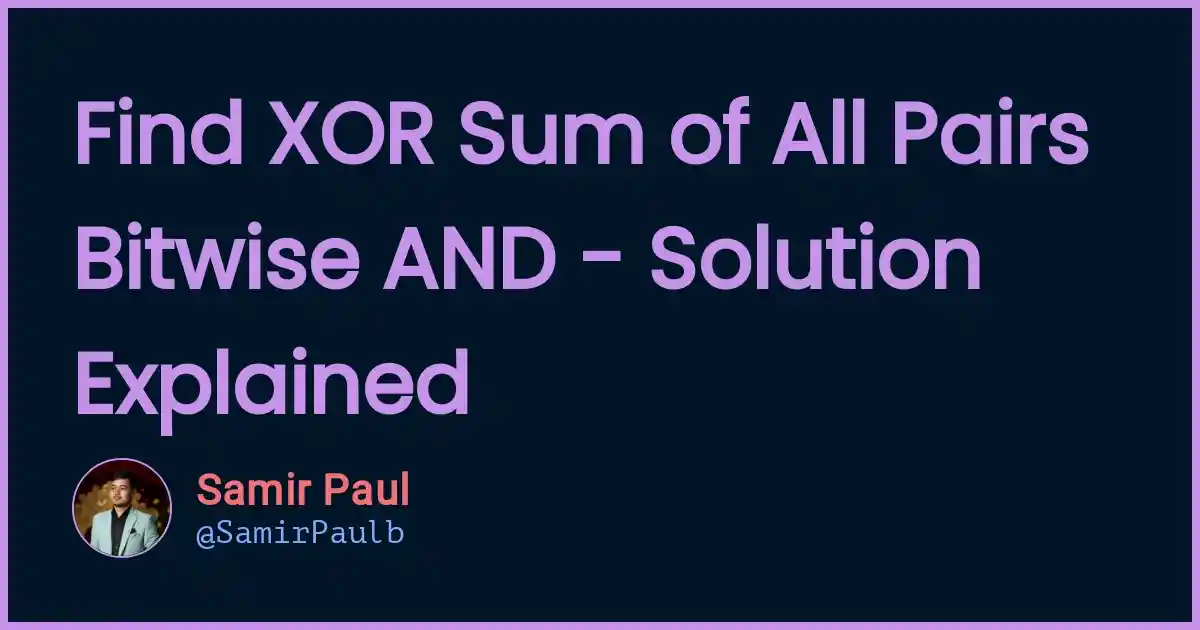 Find XOR Sum of All Pairs
Bitwise AND - Solution
Explained
Samir Paul
@SamirPaulb